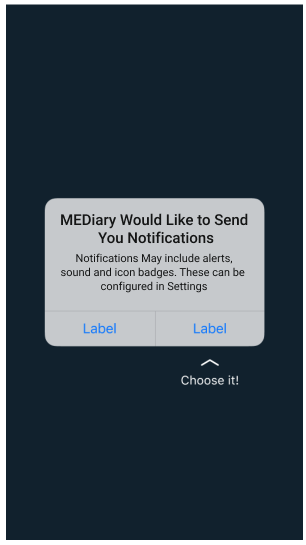 MEDiary Would Like to Send
You Notifications
Notifications May include alerts,
sound and icon badges. These can be
configured in Settings
Label Label
Choose it!